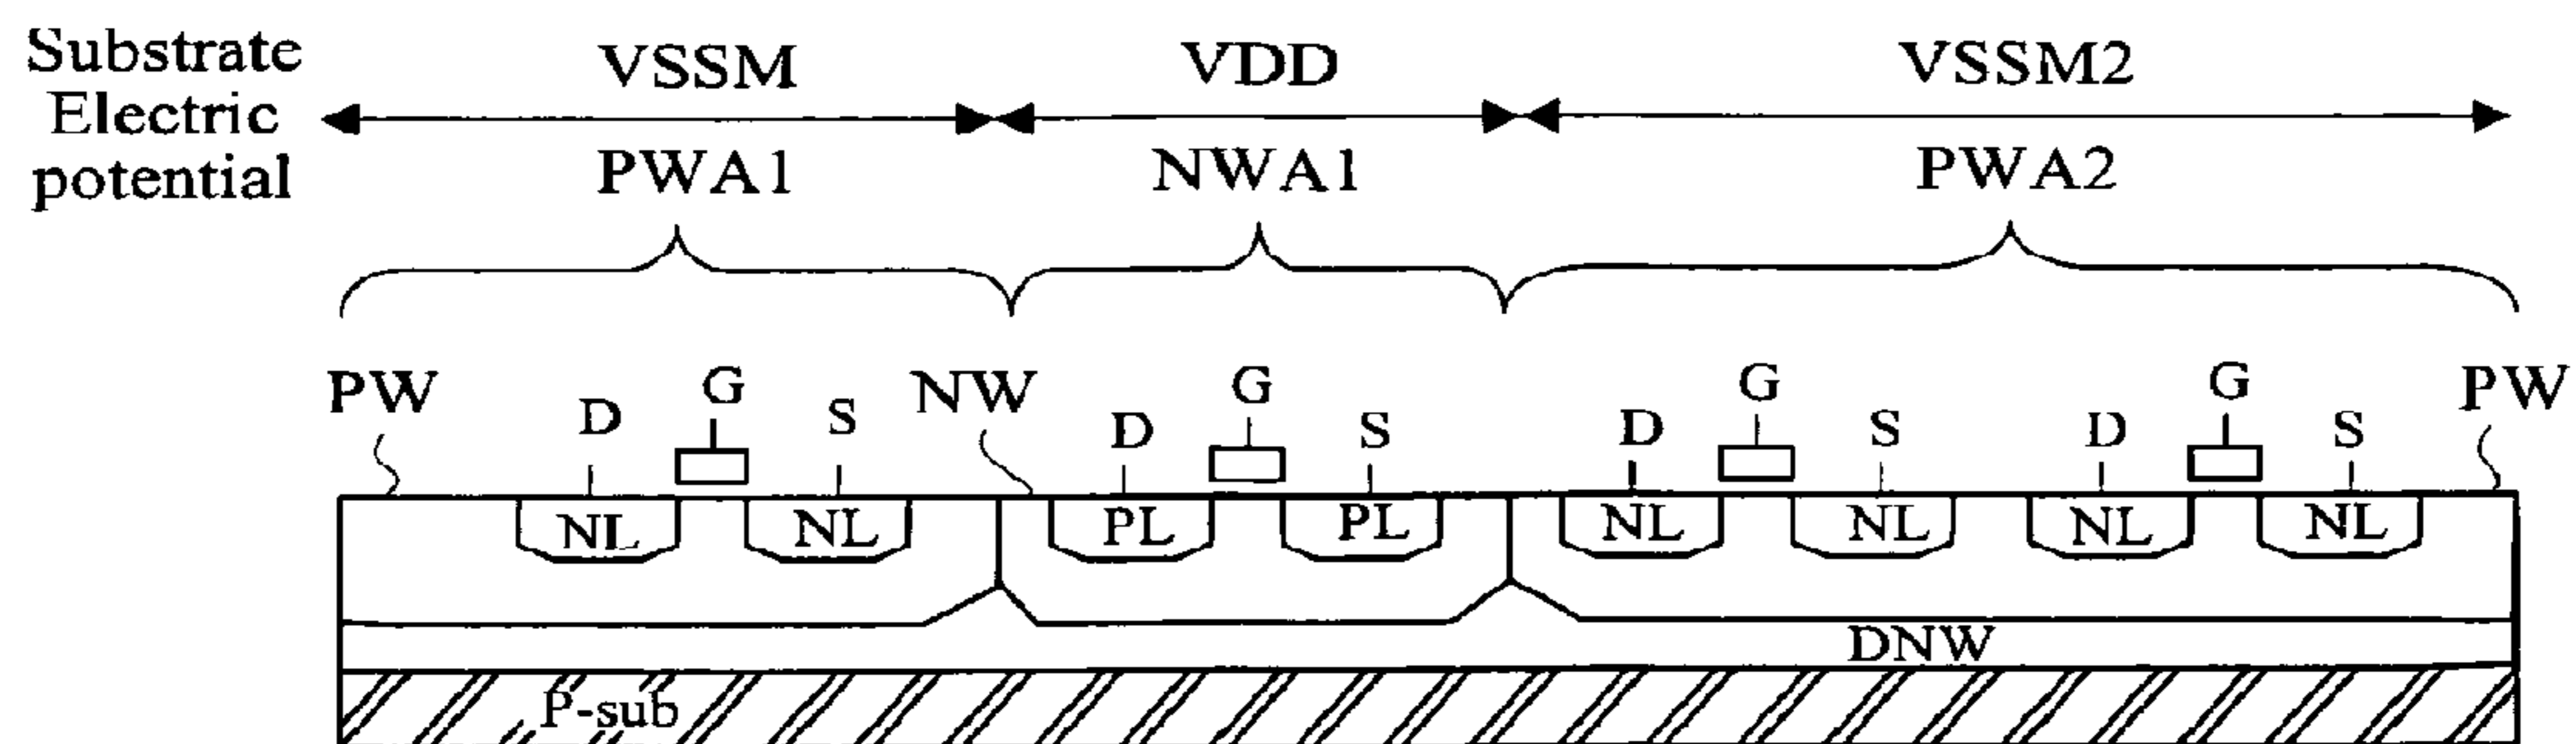 Substrate
Electric
potential
VSSM VDD VSSM2
PWA1 NWA1 PWA2
PW D G S NW D G S D G S D G S PW
NL NL PL PL NL NL NL NL
DNW
P-sub